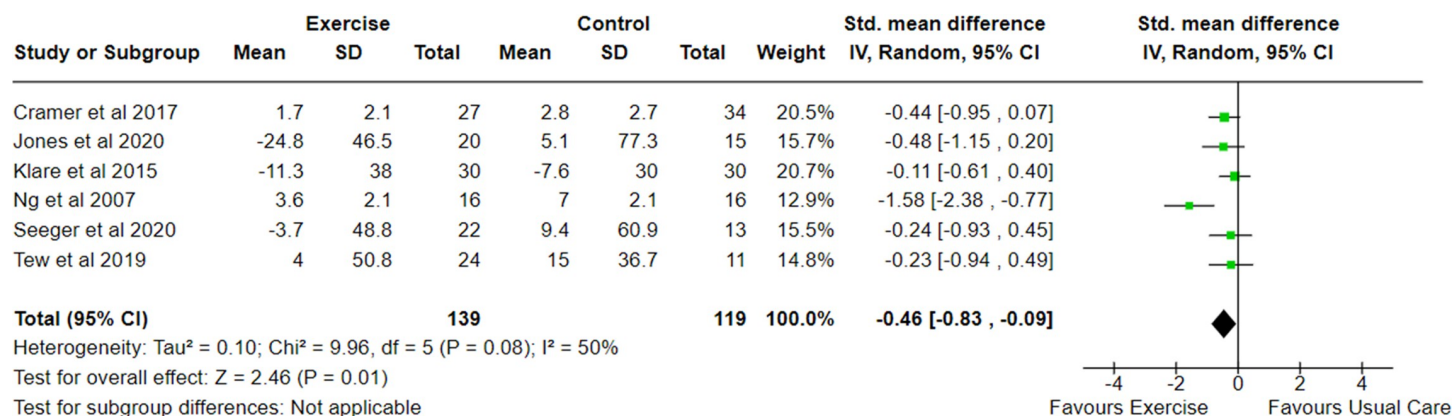 Exercise Control Std. mean difference Std. mean difference
Study or Subgroup Mean SD Total Mean SD Total Weight IV, Random, 95% CI IV, Random, 95% CI
Cramer et al 2017 1.7 2.1 27 2.8 2.7 34 20.5% -0.44 [-0.95 , 0.07]
Jones et al 2020 -24.8 46.5 20 5.1 77.3 15 15.7% -0.48 [-1.15 , 0.20]
Klare et al 2015 -11.3 38 30 -7.6 30 30 20.7% -0.11 [-0.61 , 0.40]
Ng et al 2007 3.6 2.1 16 7 2.1 16 12.9% -1.58 [-2.38 , -0.77]
Seeger et al 2020 -3.7 48.8 22 9.4 60.9 13 15.5% -0.24 [-0.93 , 0.45]
Tew et al 2019 4 50.8 24 15 36.7 11 14.8% -0.23 [-0.94 , 0.49]
Total (95% CI) 139 119 100.0% -0.46 [-0.83 , -0.09]
Heterogeneity: Tau² = 0.10; Chi² = 9.96, df = 5 (P = 0.08); I² = 50%
Test for overall effect: Z = 2.46 (P = 0.01)
-4 -2 0 2 4
Test for subgroup differences: Not applicable
Favours Exercise Favours Usual Care